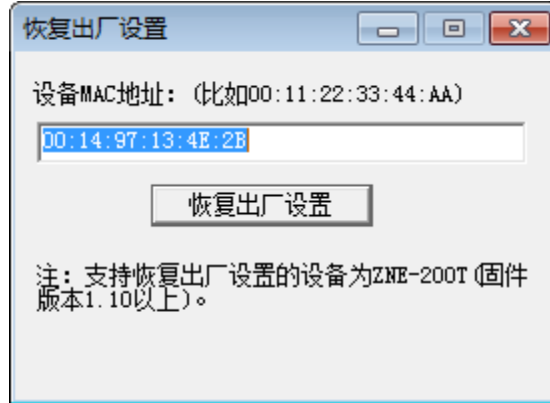 恢复出厂设置
设备MAC地址: (比如00:11:22:33:44:AA)
00:14:97:13:4E:2B
恢复出厂设置
注: 支持恢复出厂设置的设备为ZNE-200T(固件
版本1.10以上)。